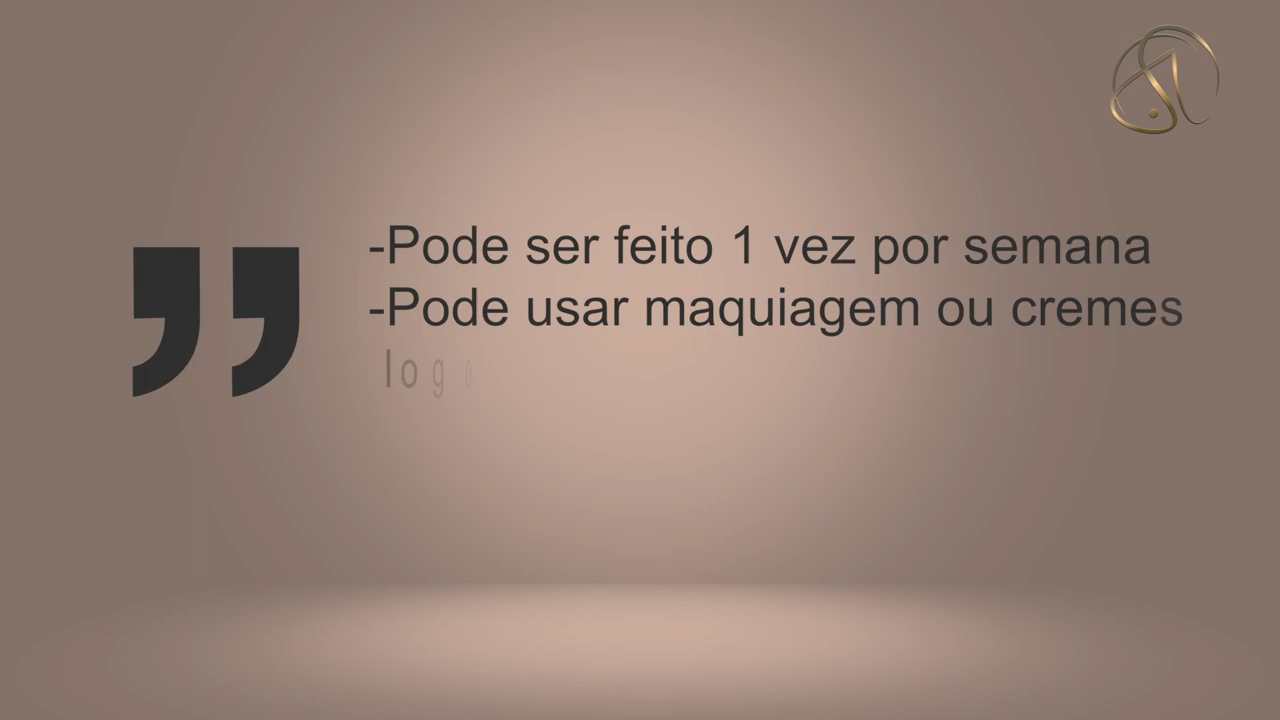 -Pode ser feito 1 vez por semana
-Pode usar maquiagem ou cremes
logo